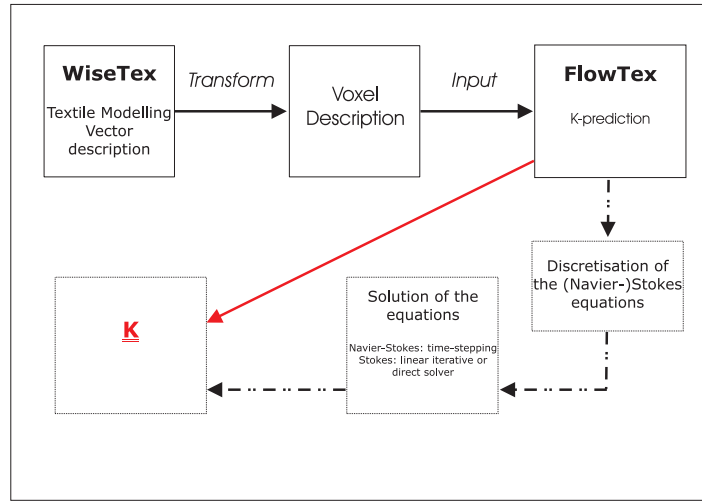 WiseTex
Textile Modelling
Vector
description
Transform
Voxel
Description
Input
FlowTex
K-prediction
Discretisation of
the (Navier-)Stokes
equations
Solution of the
equations
Navier-Stokes: time-stepping
Stokes: linear iterative or
direct solver
K